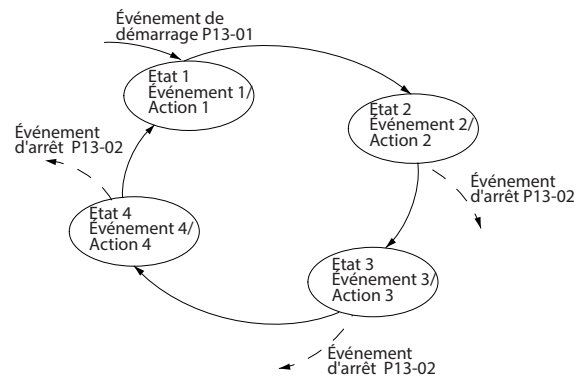 Événement de
démarrage P13-01
Etat 1
Événement 1/
Action 1
Etat 2
Événement 2/
Action 2
Événement
d'arrêt P13-02
Événement
d'arrêt P13-02
Etat 4
Événement 4/
Action 4
Etat 3
Événement 3/
Action 3
Événement
d'arrêt P13-02